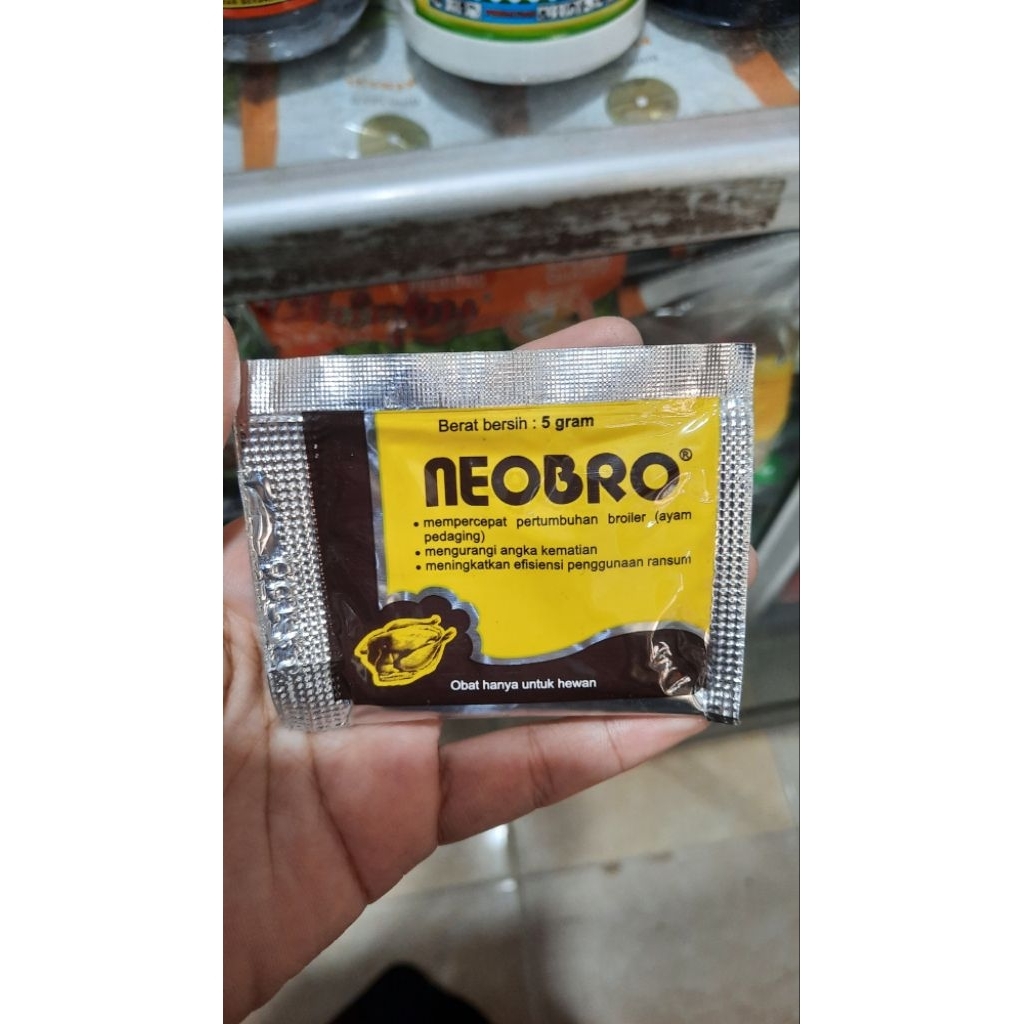 Berat bersih : 5 gram
NEOBRO®
• mempercepat pertumbuhan broiler (ayam
pedaging)
• mengurangi angka kematian
• meningkatkan efisiensi penggunaan ransum
Obat hanya untuk hewan